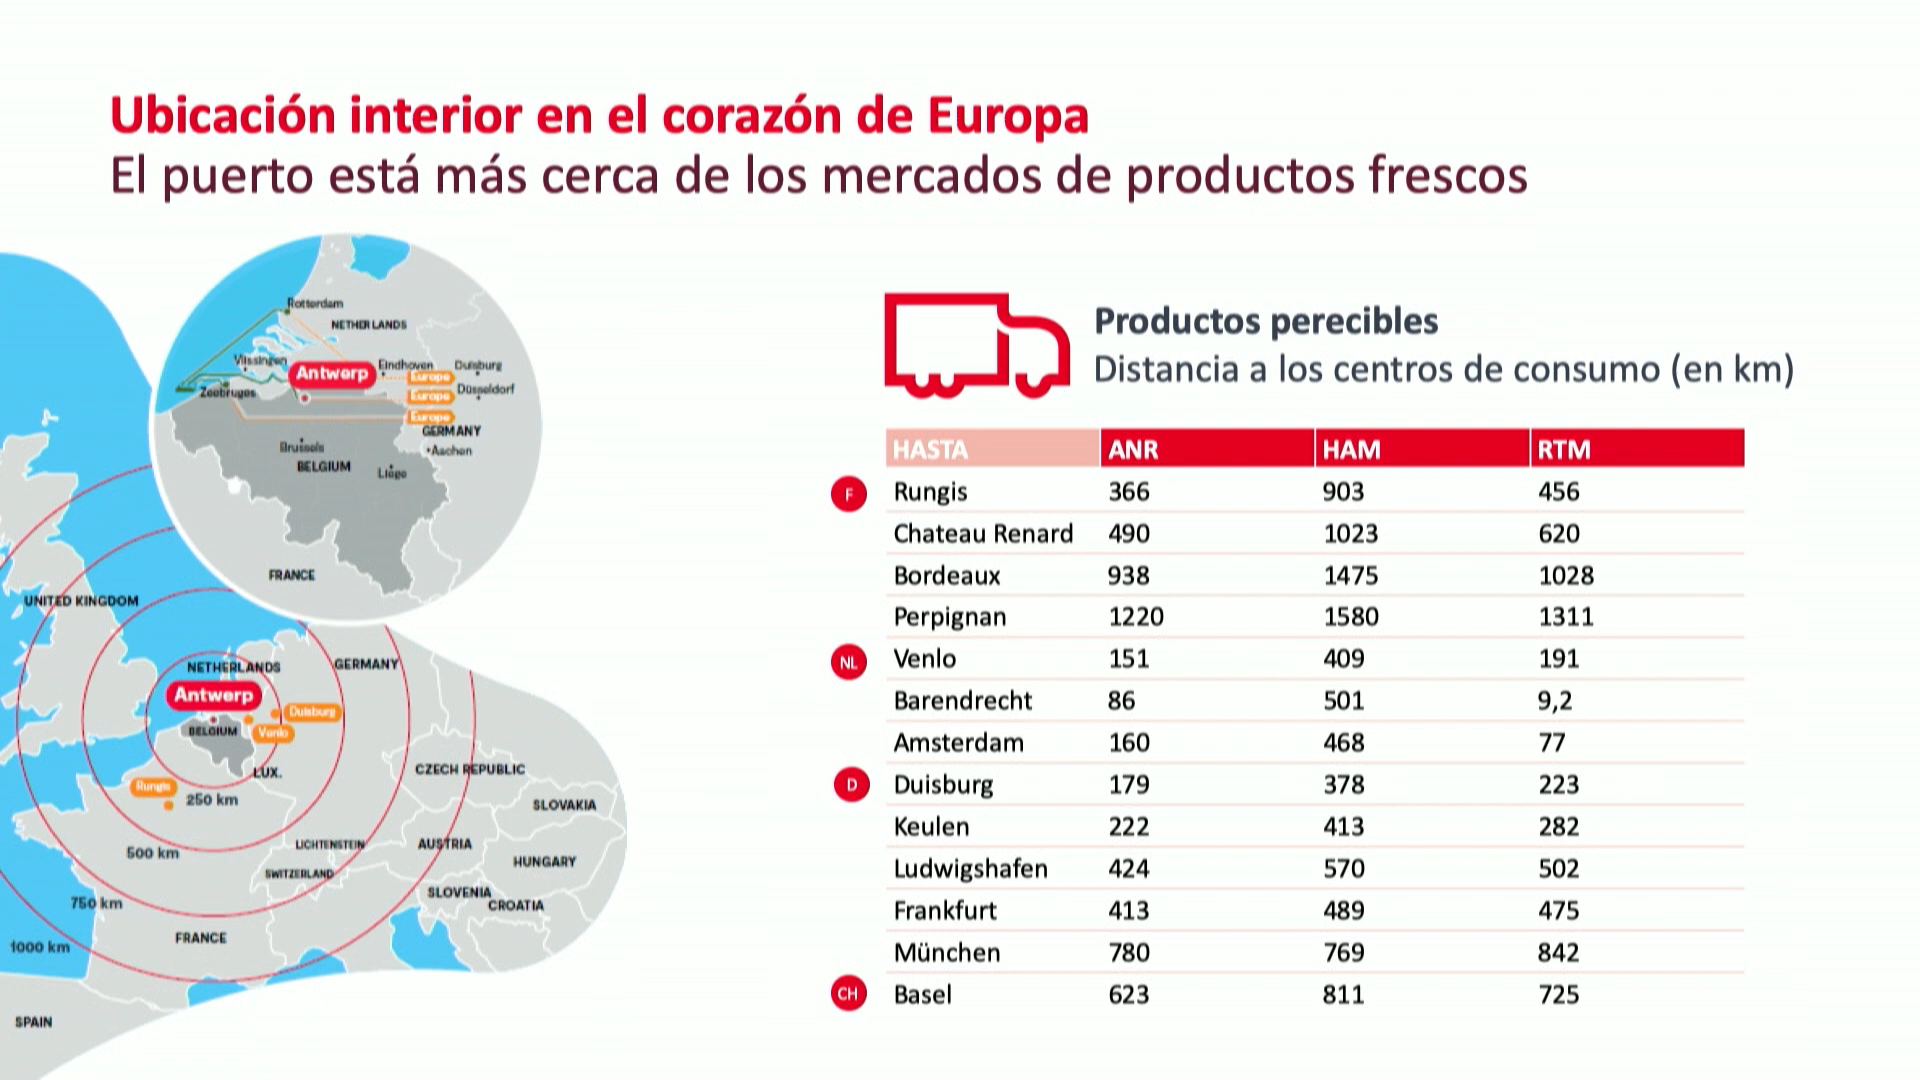 Ubicación interior en el corazón de Europa
El puerto está más cerca de los mercados de productos frescos
Rotterdam
NETHERLANDS
Vlissingen
Eindhoven
Duisburg
Antwerp
Europe
Zeebruges
Europe
Düsseldorf
Europe
GERMANY
Brussels
Aachen
BELGIUM
Liège
FRANCE
UNITED KINGDOM
NETHERLANDS
GERMANY
Antwerp
Duisburg
BELGIUM
Venlo
LUX.
CZECH REPUBLIC
Rungis
250 km
SLOVAKIA
LICHTENSTEIN
AUSTRIA
500 km
HUNGARY
SWITZERLAND
SLOVENIA
750 km
CROATIA
FRANCE
1000 km
SPAIN
Productos perecibles
Distancia a los centros de consumo (en km)
HASTA ANR HAM RTM
F Rungis 366 903 456
Chateau Renard 490 1023 620
Bordeaux 938 1475 1028
Perpignan 1220 1580 1311
NL Venlo 151 409 191
Barendrecht 86 501 9,2
Amsterdam 160 468 77
D Duisburg 179 378 223
Keulen 222 413 282
Ludwigshafen 424 570 502
Frankfurt 413 489 475
München 780 769 842
CH Basel 623 811 725